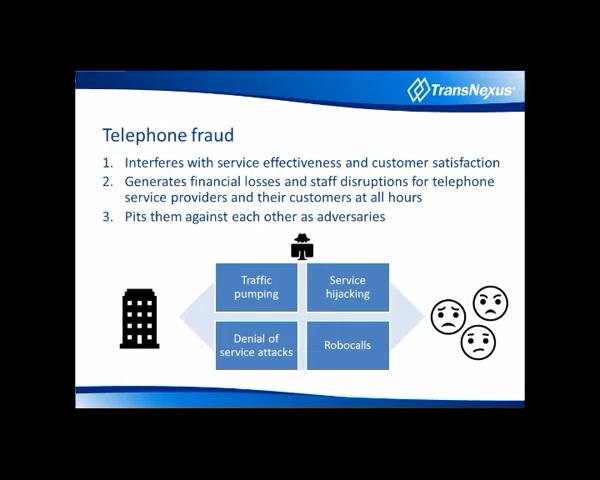 TransNexus
Telephone fraud
1. Interferes with service effectiveness and customer satisfaction
2. Generates financial losses and staff disruptions for telephone
service providers and their customers at all hours
3. Pits them against each other as adversaries
Traffic
pumping
Service
hijacking
Denial of
service attacks
Robocalls